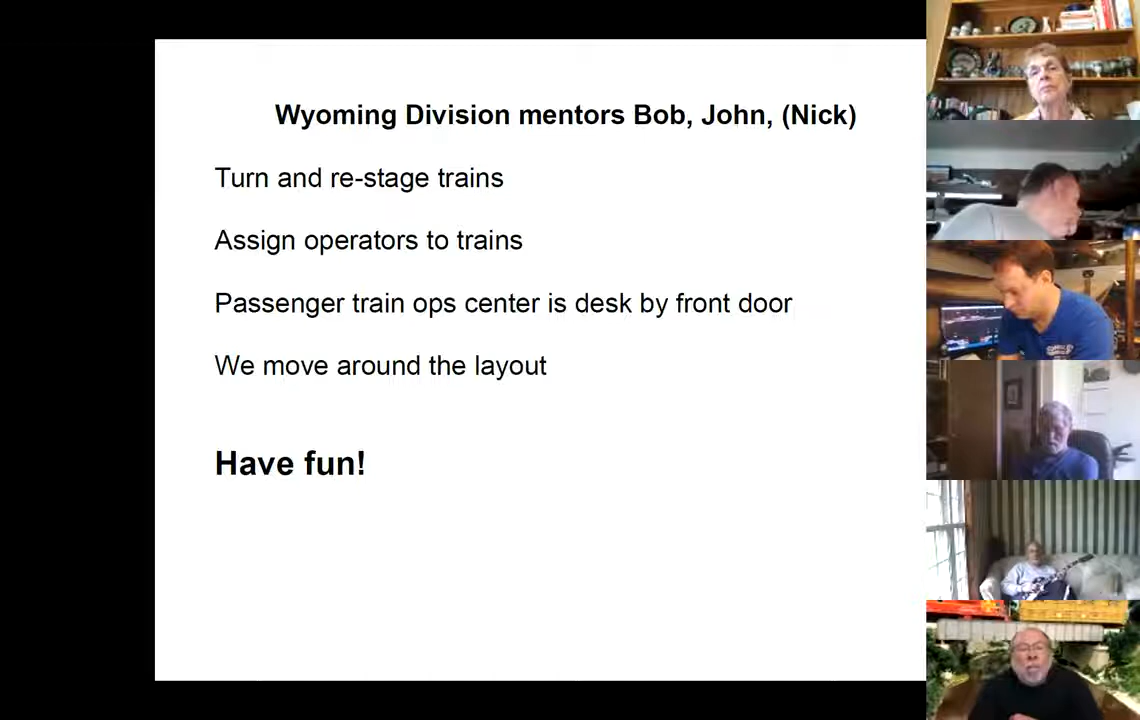 Wyoming Division mentors Bob, John, (Nick)
Turn and re-stage trains
Assign operators to trains
Passenger train ops center is desk by front door
We move around the layout
Have fun!